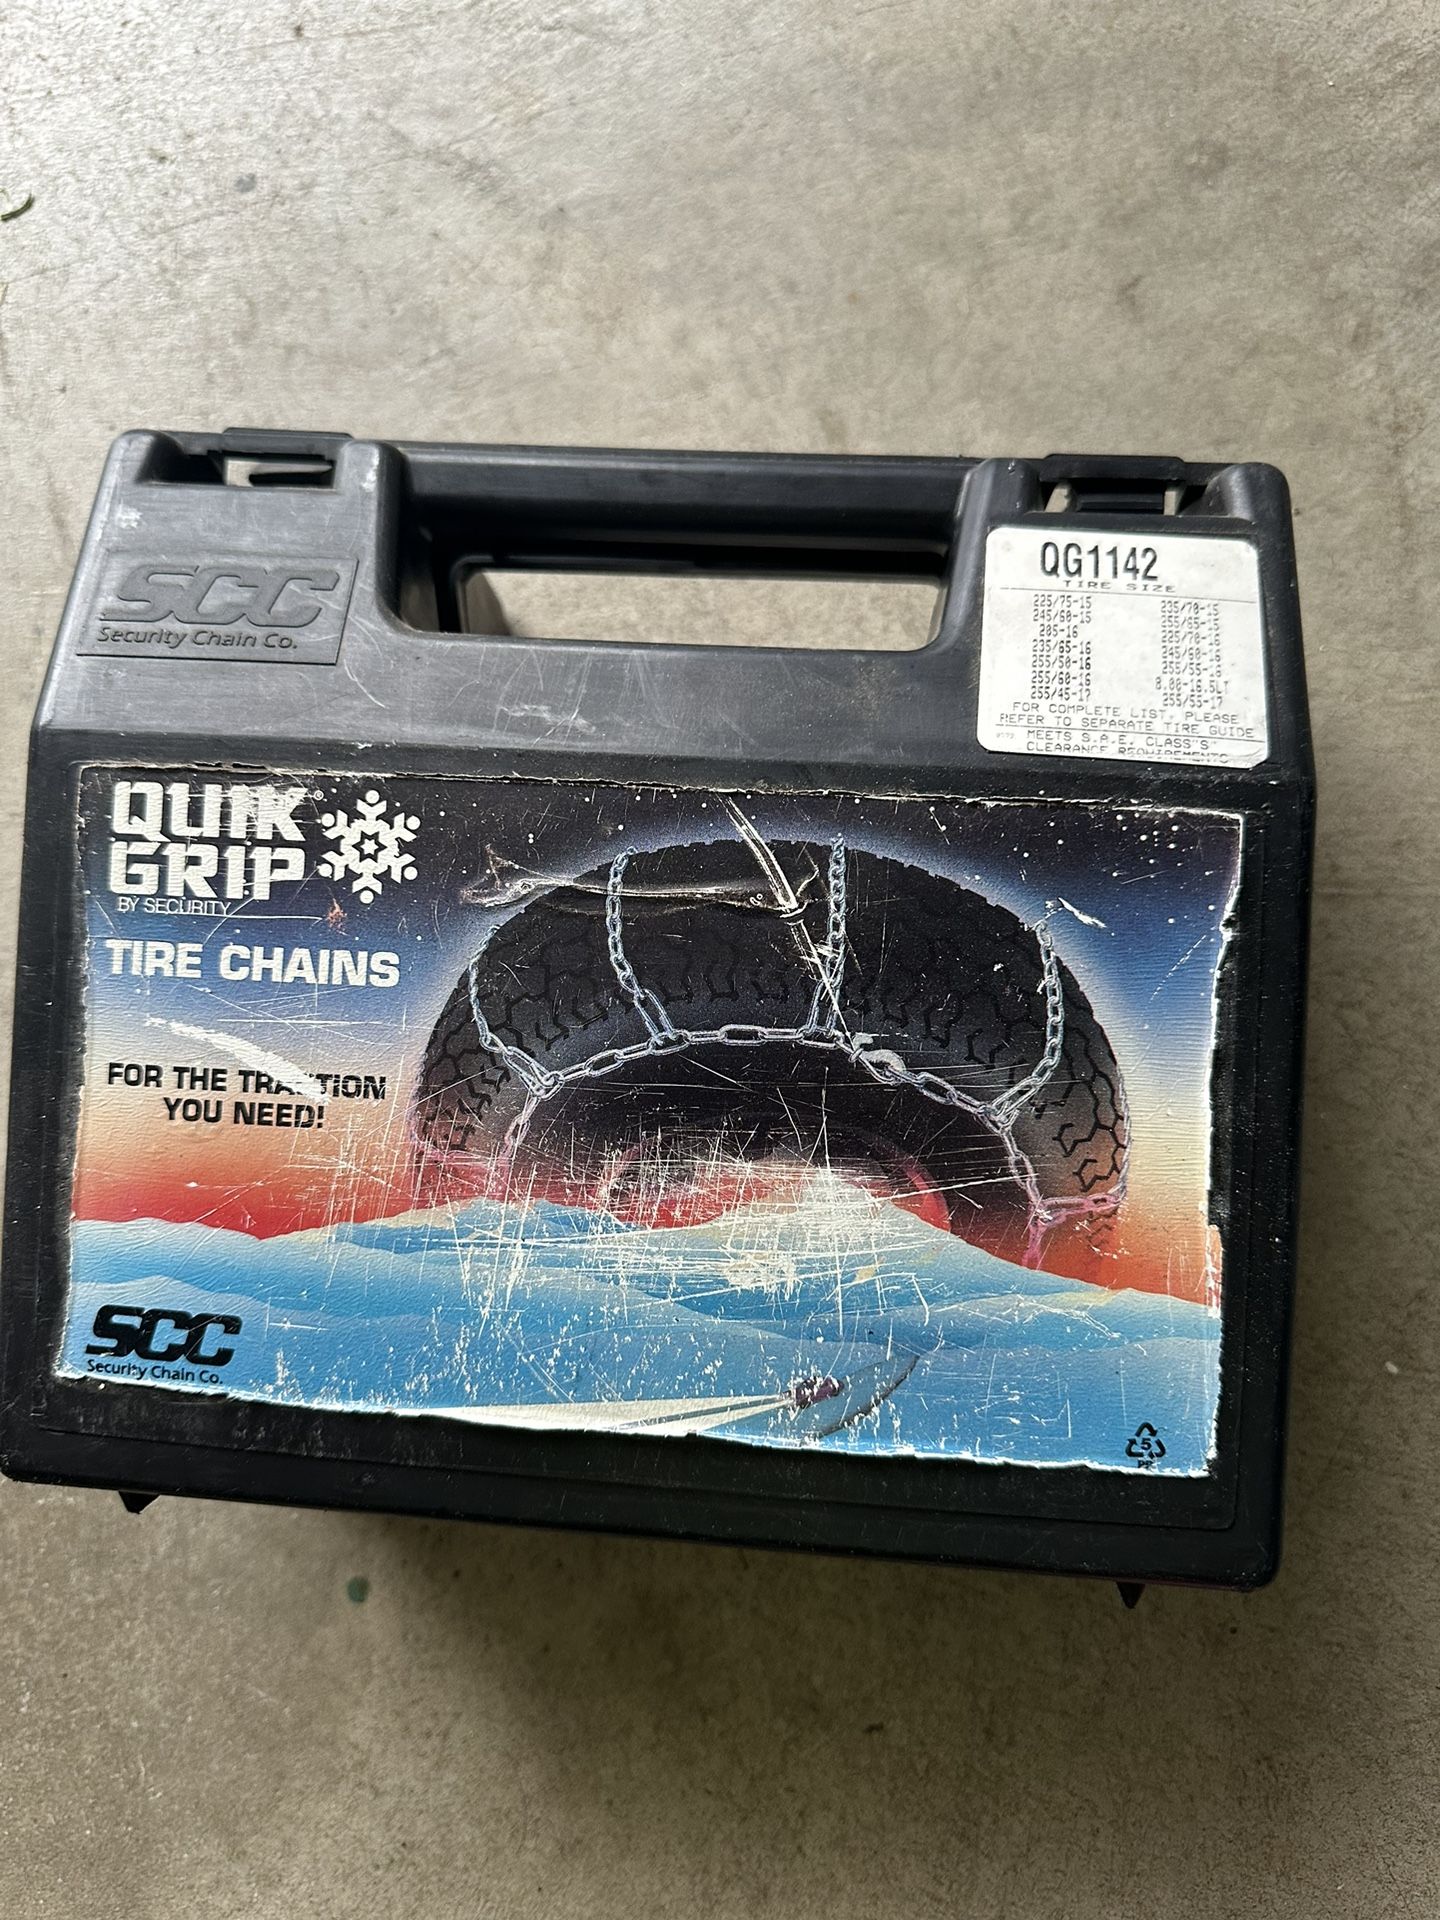 SCC
Security Chain Co.
QG1142
TIRE SIZE
225/75-15 235/70-15
245/60-15 255/65-15
205-16 225/70-16
235/65-16 245/60-16
255/50-16 255/55-16
255/60-16 8.00-16.5LT
255/45-17 255/55-17
FOR COMPLETE LIST, PLEASE
REFER TO SEPARATE TIRE GUIDE
MEETS S.A.E. CLASS"S"
CLEARANCE REQUIREMENTS
QUIK®
GRIP
BY SECURITY
TIRE CHAINS
FOR THE TRACTION
YOU NEED!
SCC
Security Chain Co.
5
PP